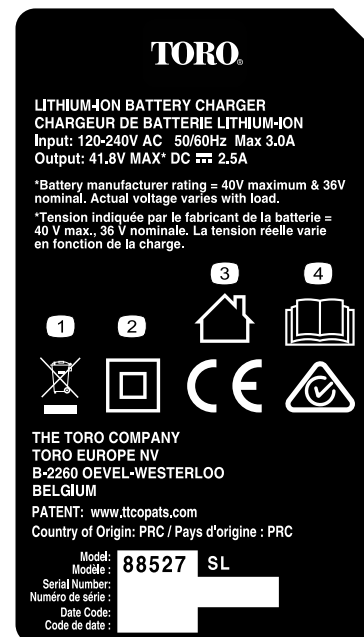 TORO®
LITHIUM-ION BATTERY CHARGER
CHARGEUR DE BATTERIE LITHIUM-ION
Input: 120-240V AC 50/60Hz Max 3.0A
Output: 41.8V MAX* DC ⎓ 2.5A
*Battery manufacturer rating = 40V maximum & 36V
nominal. Actual voltage varies with load.
*Tension indiquée par le fabricant de la batterie =
40 V max., 36 V nominale. La tension réelle varie
en fonction de la charge.
3 4
1 2
CE
THE TORO COMPANY
TORO EUROPE NV
B-2260 OEVEL-WESTERLOO
BELGIUM
PATENT: www.ttcopats.com
Country of Origin: PRC / Pays d'origine : PRC
Model: 88527 SL
Modèle :
Serial Number:
Numéro de série :
Date Code:
Code de date :